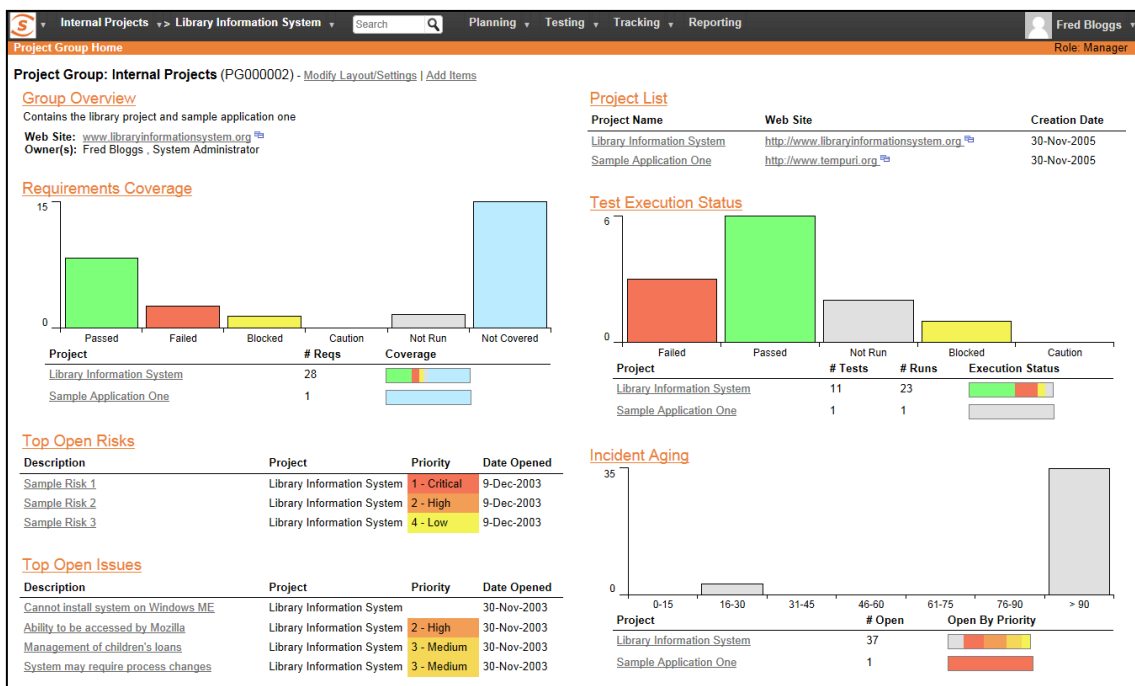 Internal Projects > Library Information System Search Planning Testing Tracking Reporting Fred Bloggs
Project Group Home Role: Manager
Project Group: Internal Projects (PG000002) - Modify Layout/Settings | Add Items
Group Overview
Contains the library project and sample application one
Web Site: www.libraryinformationsystem.org
Owner(s): Fred Bloggs , System Administrator
Requirements Coverage
15
0
Passed Failed Blocked Caution Not Run Not Covered
Project # Reqs Coverage
Library Information System 28
Sample Application One 1
Top Open Risks
Description Project Priority Date Opened
Sample Risk 1 Library Information System 1 - Critical 9-Dec-2003
Sample Risk 2 Library Information System 2 - High 9-Dec-2003
Sample Risk 3 Library Information System 4 - Low 9-Dec-2003
Top Open Issues
Description Project Priority Date Opened
Cannot install system on Windows ME Library Information System 30-Nov-2003
Ability to be accessed by Mozilla Library Information System 2 - High 30-Nov-2003
Management of children's loans Library Information System 3 - Medium 30-Nov-2003
System may require process changes Library Information System 3 - Medium 30-Nov-2003
Project List
Project Name Web Site Creation Date
Library Information System http://www.libraryinformationsystem.org 30-Nov-2005
Sample Application One http://www.tempuri.org 30-Nov-2005
Test Execution Status
6
0
Failed Passed Not Run Blocked Caution
Project # Tests # Runs Execution Status
Library Information System 11 23
Sample Application One 1 1
Incident Aging
35
0
0-15 16-30 31-45 46-60 61-75 76-90 > 90
Project # Open Open By Priority
Library Information System 37
Sample Application One 1